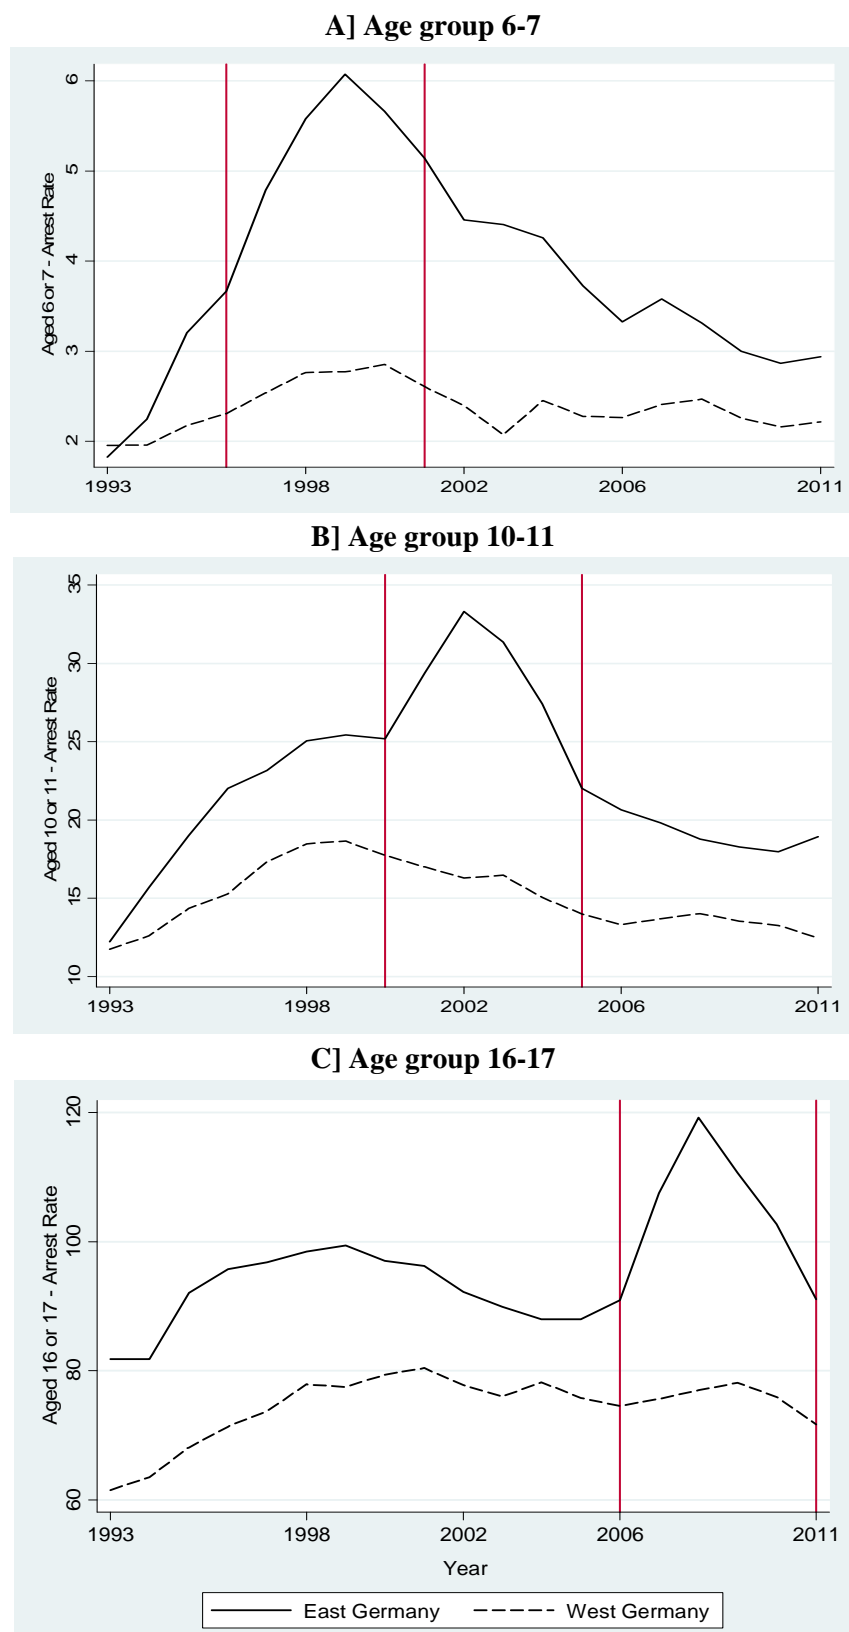 A] Age group 6-7
Aged 6 or 7 - Arrest Rate
6
5
4
3
2
1993 1998 2002 2006 2011
B] Age group 10-11
Aged 10 or 11 - Arrest Rate
35
30
25
20
15
10
1993 1998 2002 2006 2011
C] Age group 16-17
Aged 16 or 17 - Arrest Rate
120
100
80
60
1993 1998 2002 2006 2011
Year
East Germany West Germany